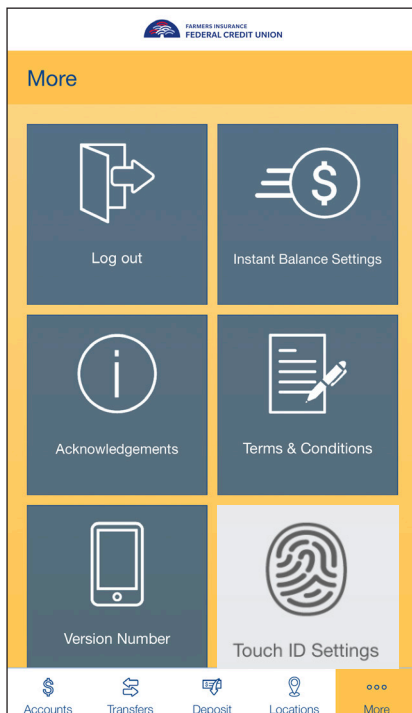 FARMERS INSURANCE
FEDERAL CREDIT UNION
More
Log out
Instant Balance Settings
Acknowledgements
Terms & Conditions
Version Number
Touch ID Settings
Accounts
Transfers
Deposit
Locations
More